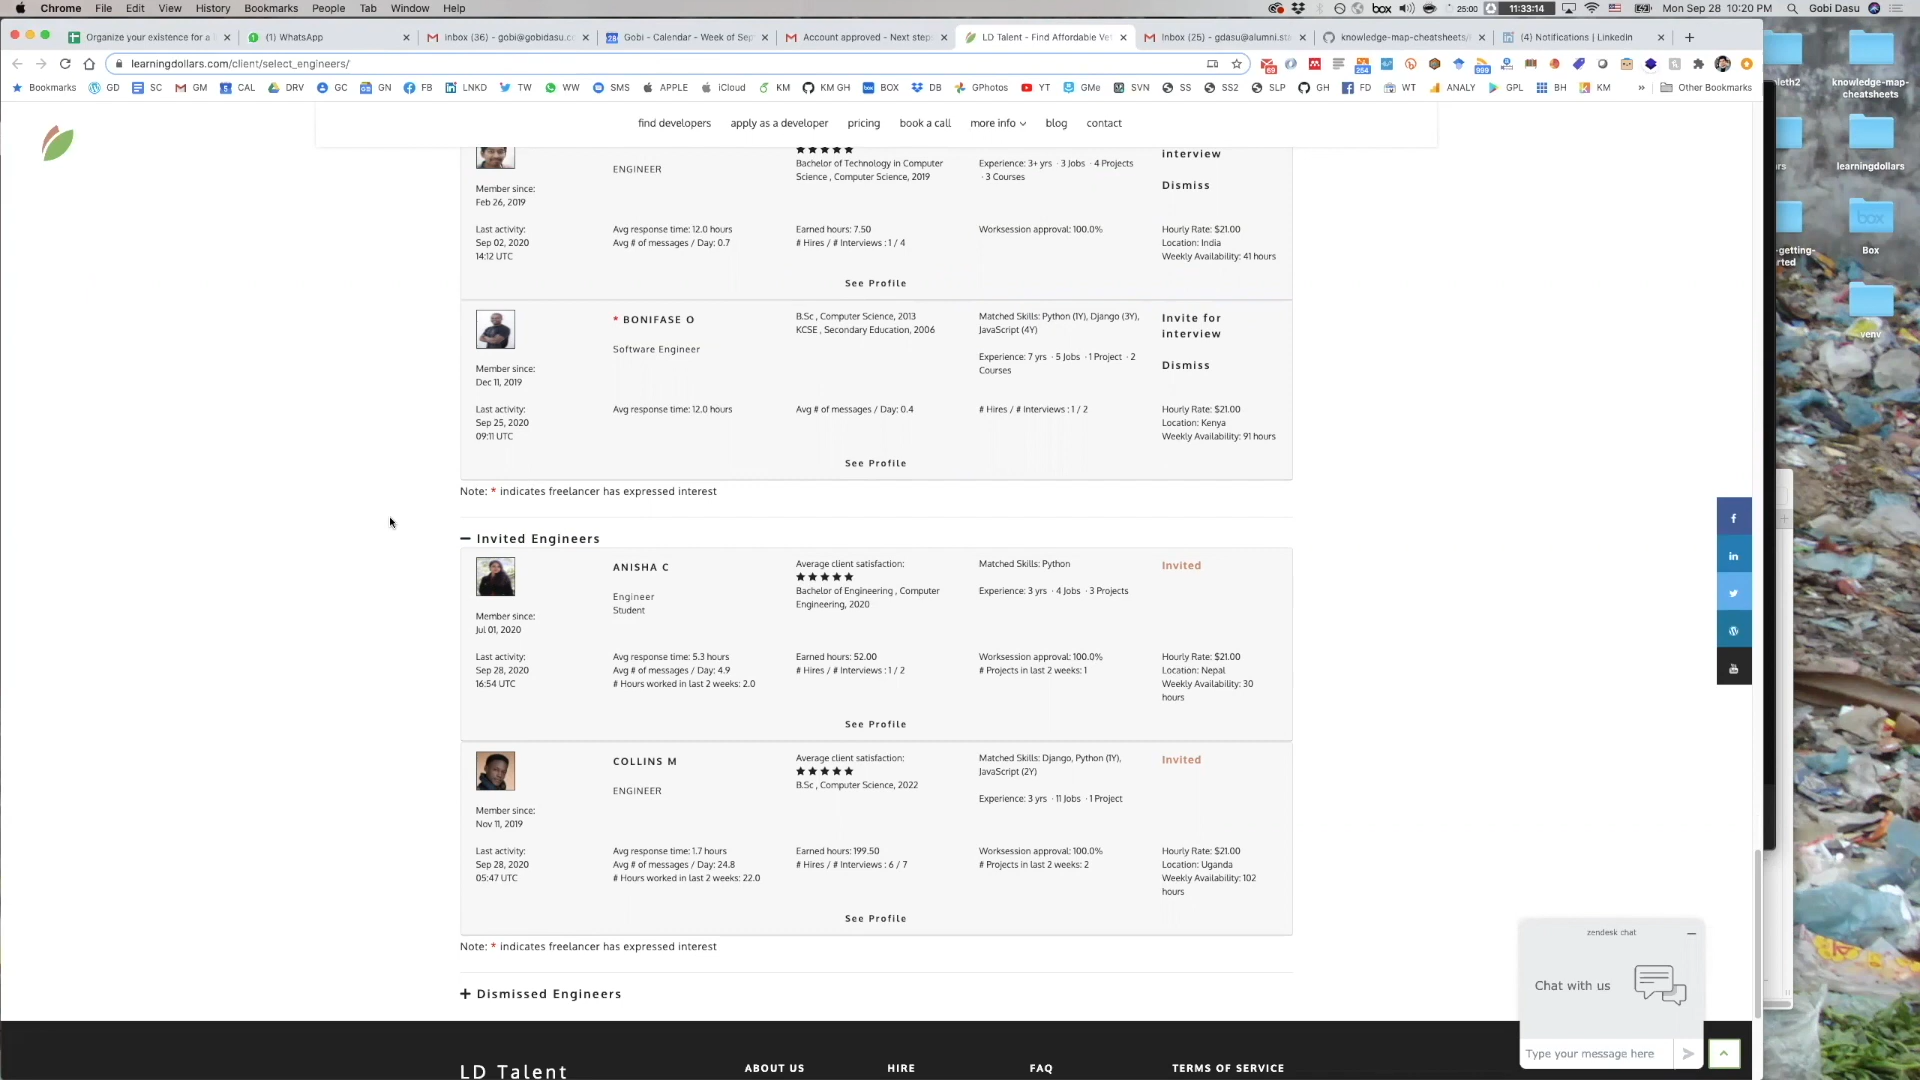 Chrome File Edit View History Bookmarks People Tab Window Help
25:00 11:33:14 Mon Sep 28 10:20 PM Gobi Dasu
Organize your existence for a
(1) WhatsApp
Inbox (36) - gobi@gobidasu.c
Gobi - Calendar - Week of Sep
Account approved - Next step
LD Talent - Find Affordable Ve
Inbox (25) - gdasu@alumni.st
knowledge-map-cheatsheets/
(4) Notifications | LinkedIn
learningdollars.com/client/select_engineers/
Bookmarks GD SC GM CAL DRV GC GN FB LNKD TW WW SMS APPLE iCloud KM KM GH BOX DB GPhotos YT GMe SVN SS SS2 SLP GH FD WT ANALY GPL BH KM » Other Bookmarks
find developers apply as a developer pricing book a call more info blog contact
ENGINEER
Member since:
Feb 26, 2019
Bachelor of Technology in Computer
Science , Computer Science, 2019
Experience: 3+ yrs · 3 Jobs · 4 Projects
· 3 Courses
interview
Dismiss
Last activity:
Sep 02, 2020
14:12 UTC
Avg response time: 12.0 hours
Avg # of messages / Day: 0.7
Earned hours: 7.50
# Hires / # Interviews : 1 / 4
Worksession approval: 100.0%
Hourly Rate: $21.00
Location: India
Weekly Availability: 41 hours
See Profile
* BONIFASE O
Software Engineer
Member since:
Dec 11, 2019
B.Sc , Computer Science, 2013
KCSE , Secondary Education, 2006
Matched Skills: Python (1Y), Django (3Y),
JavaScript (4Y)
Experience: 7 yrs · 5 Jobs · 1 Project · 2
Courses
Invite for
interview
Dismiss
Last activity:
Sep 25, 2020
09:11 UTC
Avg response time: 12.0 hours
Avg # of messages / Day: 0.4
# Hires / # Interviews : 1 / 2
Hourly Rate: $21.00
Location: Kenya
Weekly Availability: 91 hours
See Profile
Note: * indicates freelancer has expressed interest
Invited Engineers
ANISHA C
Engineer
Student
Member since:
Jul 01, 2020
Average client satisfaction:
Bachelor of Engineering , Computer
Engineering, 2020
Matched Skills: Python
Experience: 3 yrs · 4 Jobs · 3 Projects
Invited
Last activity:
Sep 28, 2020
16:54 UTC
Avg response time: 5.3 hours
Avg # of messages / Day: 4.9
# Hours worked in last 2 weeks: 2.0
Earned hours: 52.00
# Hires / # Interviews : 1 / 2
Worksession approval: 100.0%
# Projects in last 2 weeks: 1
Hourly Rate: $21.00
Location: Nepal
Weekly Availability: 30
hours
See Profile
COLLINS M
ENGINEER
Member since:
Nov 11, 2019
Average client satisfaction:
B.Sc , Computer Science, 2022
Matched Skills: Django, Python (1Y),
JavaScript (2Y)
Experience: 3 yrs · 11 Jobs · 1 Project
Invited
Last activity:
Sep 28, 2020
05:47 UTC
Avg response time: 1.7 hours
Avg # of messages / Day: 24.8
# Hours worked in last 2 weeks: 22.0
Earned hours: 199.50
# Hires / # Interviews : 6 / 7
Worksession approval: 100.0%
# Projects in last 2 weeks: 2
Hourly Rate: $21.00
Location: Uganda
Weekly Availability: 102
hours
See Profile
Note: * indicates freelancer has expressed interest
Dismissed Engineers
LD Talent ABOUT US HIRE FAQ TERMS OF SERVICE
zendesk chat
Chat with us
Type your message here
knowledge-map-
cheatsheets
learningdollars
-getting-
rted
Box
venv